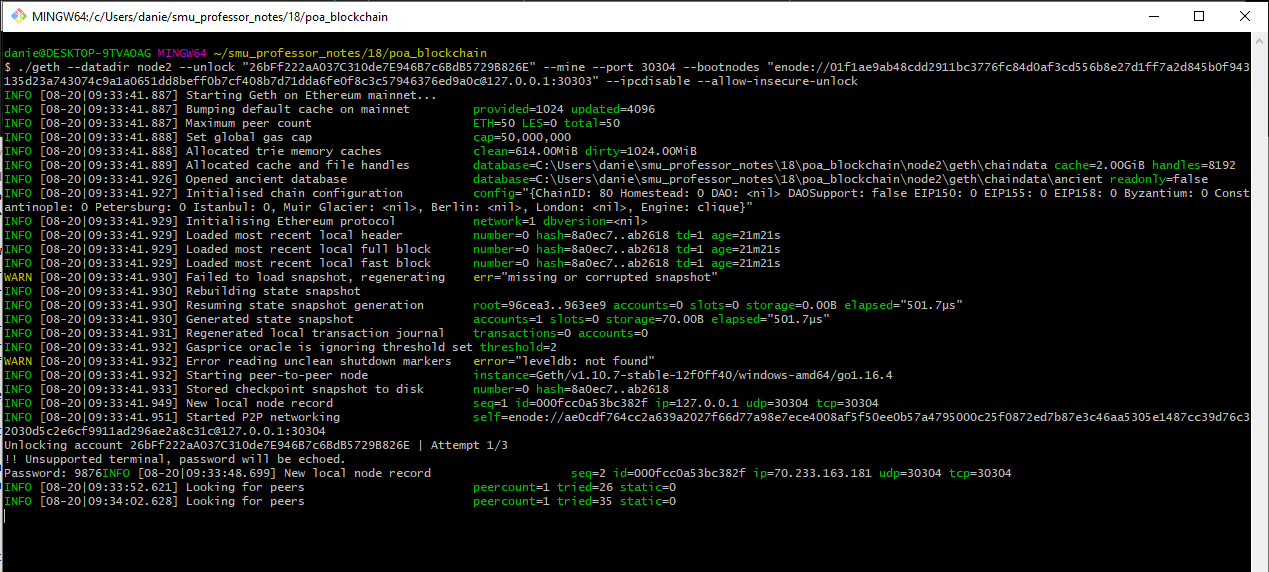 MINGW64:/c/Users/danie/smu_professor_notes/18/poa_blockchain
danie@DESKTOP-9TVAOAG MINGW64 ~/smu_professor_notes/18/poa_blockchain
$ ./geth --datadir node2 --unlock "26bFf222aA037C310de7E946B7c6BdB5729B826E" --mine --port 30304 --bootnodes "enode://01f1ae9ab48cdd2911bc3776fc84d0af3cd556b8e27d1ff7a2d845b0f943
135d23a743074c9a1a0651dd8beff0b7cf408b7d71dda6fe0f8c3c57946376ed9a0c@127.0.0.1:30303" --ipcdisable --allow-insecure-unlock
INFO [08-20|09:33:41.887] Starting Geth on Ethereum mainnet...
INFO [08-20|09:33:41.887] Bumping default cache on mainnet provided=1024 updated=4096
INFO [08-20|09:33:41.887] Maximum peer count ETH=50 LES=0 total=50
INFO [08-20|09:33:41.888] Set global gas cap cap=50,000,000
INFO [08-20|09:33:41.888] Allocated trie memory caches clean=614.00MiB dirty=1024.00MiB
INFO [08-20|09:33:41.889] Allocated cache and file handles database=C:\Users\danie\smu_professor_notes\18\poa_blockchain\node2\geth\chaindata cache=2.00GiB handles=8192
INFO [08-20|09:33:41.926] Opened ancient database database=C:\Users\danie\smu_professor_notes\18\poa_blockchain\node2\geth\chaindata\ancient readonly=false
INFO [08-20|09:33:41.927] Initialised chain configuration config="{ChainID: 80 Homestead: 0 DAO: <nil> DAOSupport: false EIP150: 0 EIP155: 0 EIP158: 0 Byzantium: 0 Const
antinople: 0 Petersburg: 0 Istanbul: 0, Muir Glacier: <nil>, Berlin: <nil>, London: <nil>, Engine: clique}"
INFO [08-20|09:33:41.929] Initialising Ethereum protocol network=1 dbversion=<nil>
INFO [08-20|09:33:41.929] Loaded most recent local header number=0 hash=8a0ec7..ab2618 td=1 age=21m21s
INFO [08-20|09:33:41.929] Loaded most recent local full block number=0 hash=8a0ec7..ab2618 td=1 age=21m21s
INFO [08-20|09:33:41.929] Loaded most recent local fast block number=0 hash=8a0ec7..ab2618 td=1 age=21m21s
WARN [08-20|09:33:41.930] Failed to load snapshot, regenerating err="missing or corrupted snapshot"
INFO [08-20|09:33:41.930] Rebuilding state snapshot
INFO [08-20|09:33:41.930] Resuming state snapshot generation root=96cea3..963ee9 accounts=0 slots=0 storage=0.00B elapsed="501.7µs"
INFO [08-20|09:33:41.930] Generated state snapshot accounts=1 slots=0 storage=70.00B elapsed="501.7µs"
INFO [08-20|09:33:41.931] Regenerated local transaction journal transactions=0 accounts=0
INFO [08-20|09:33:41.932] Gasprice oracle is ignoring threshold set threshold=2
WARN [08-20|09:33:41.932] Error reading unclean shutdown markers error="leveldb: not found"
INFO [08-20|09:33:41.932] Starting peer-to-peer node instance=Geth/v1.10.7-stable-12f0ff40/windows-amd64/go1.16.4
INFO [08-20|09:33:41.933] Stored checkpoint snapshot to disk number=0 hash=8a0ec7..ab2618
INFO [08-20|09:33:41.949] New local node record seq=1 id=000fcc0a53bc382f ip=127.0.0.1 udp=30304 tcp=30304
INFO [08-20|09:33:41.951] Started P2P networking self=enode://ae0cdf764cc2a639a2027f66d77a98e7ece4008af5f50ee0b57a4795000c25f0872ed7b87e3c46aa5305e1487cc39d76c3
2030d5c2e6cf9911ad296ae2a8c31c@127.0.0.1:30304
Unlocking account 26bFf222aA037C310de7E946B7c6BdB5729B826E | Attempt 1/3
!! Unsupported terminal, password will be echoed.
Password: 9876INFO [08-20|09:33:48.699] New local node record seq=2 id=000fcc0a53bc382f ip=70.233.163.181 udp=30304 tcp=30304
INFO [08-20|09:33:52.621] Looking for peers peercount=1 tried=26 static=0
INFO [08-20|09:34:02.628] Looking for peers peercount=1 tried=35 static=0